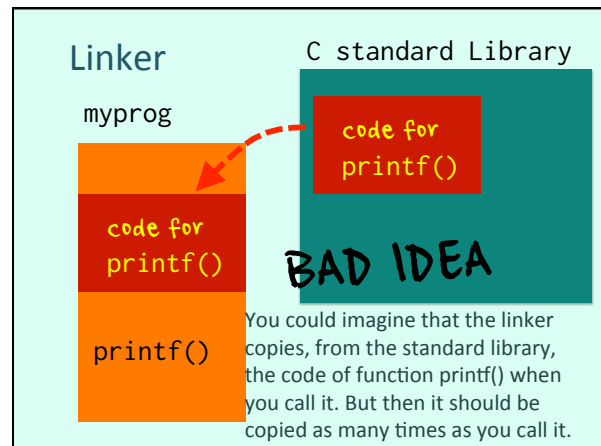 Linker
C standard Library
myprog
code for
printf()
code for
printf()
BAD IDEA
printf()
You could imagine that the linker
copies, from the standard library,
the code of function printf() when
you call it. But then it should be
copied as many times as you call it.